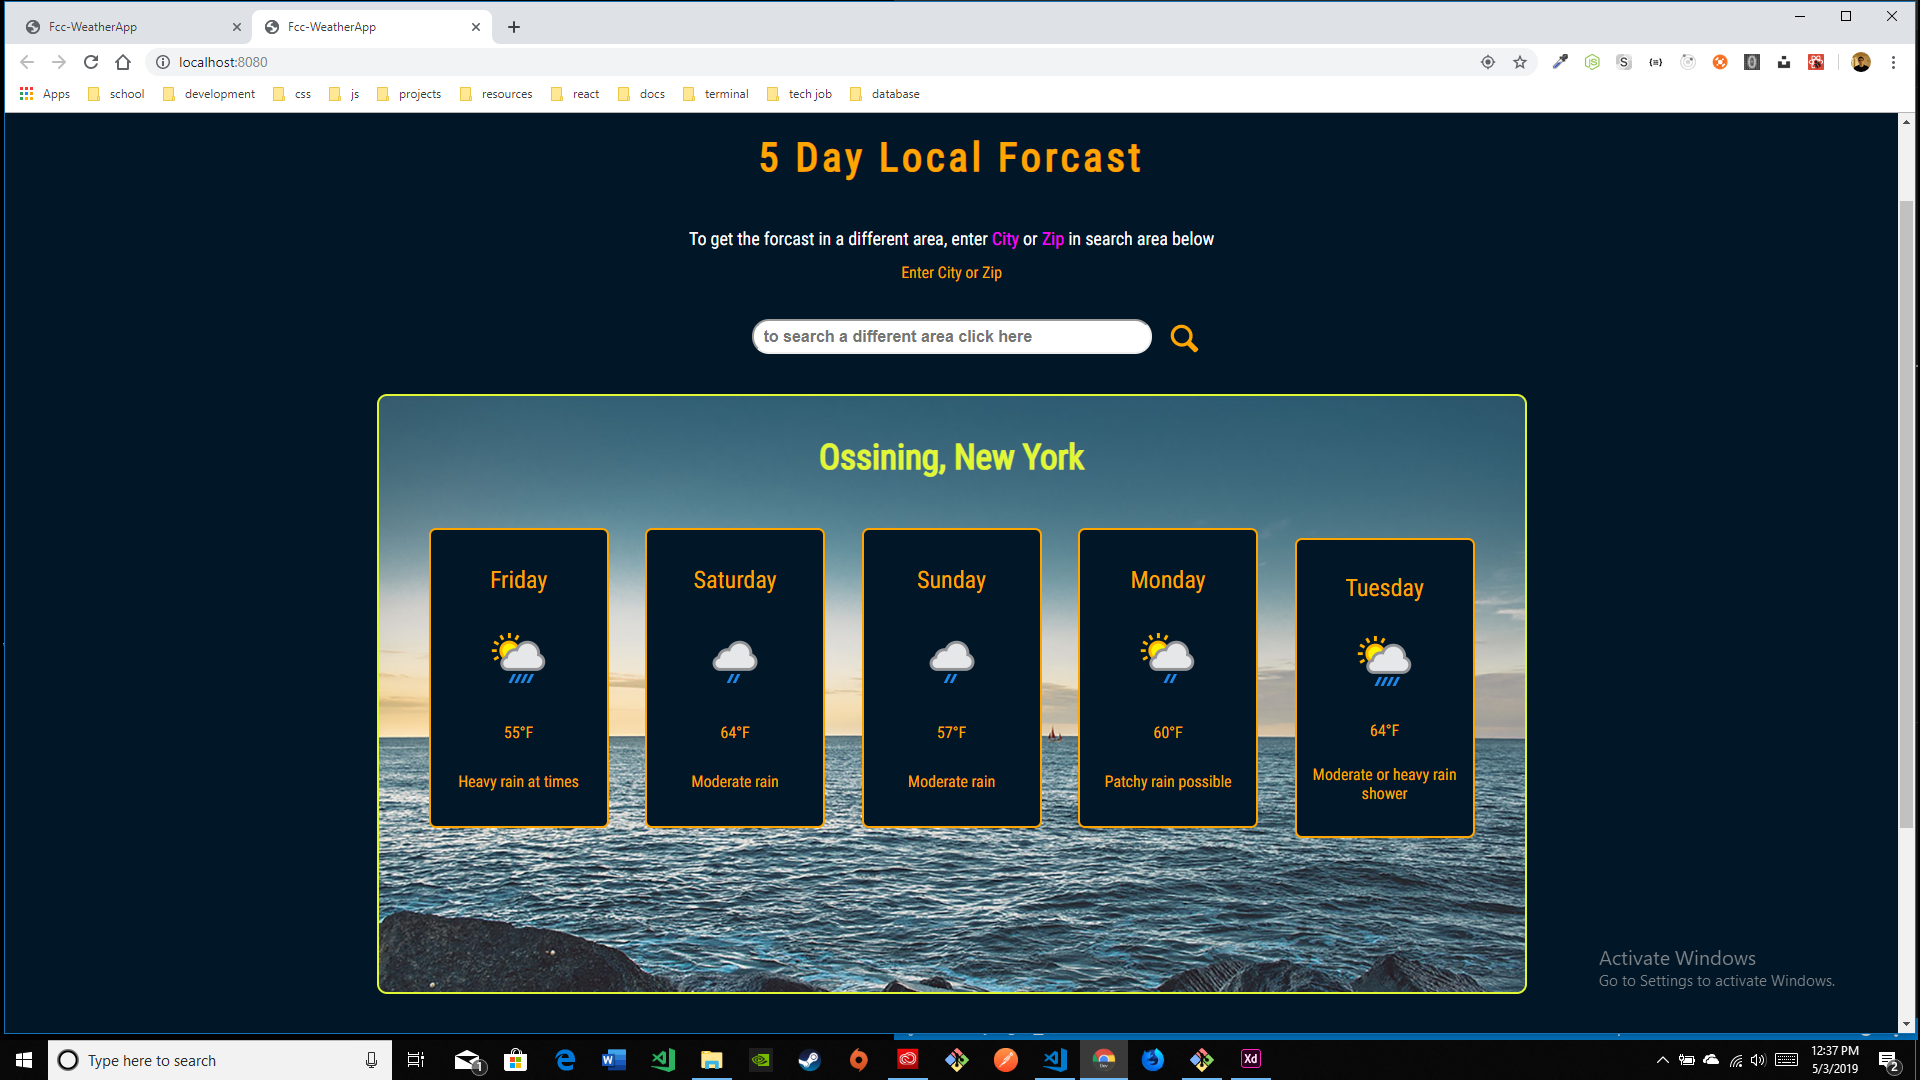 Fcc-WeatherApp
Fcc-WeatherApp
localhost:8080
Apps school development css js projects resources react docs terminal tech job database
5 Day Local Forcast
To get the forcast in a different area, enter City or Zip in search area below
Enter City or Zip
to search a different area click here
Ossining, New York
Friday
55°F
Heavy rain at times
Saturday
64°F
Moderate rain
Sunday
57°F
Moderate rain
Monday
60°F
Patchy rain possible
Tuesday
64°F
Moderate or heavy rain
shower
Activate Windows
Go to Settings to activate Windows.
Type here to search
1
W
Xd
12:37 PM
5/3/2019
2